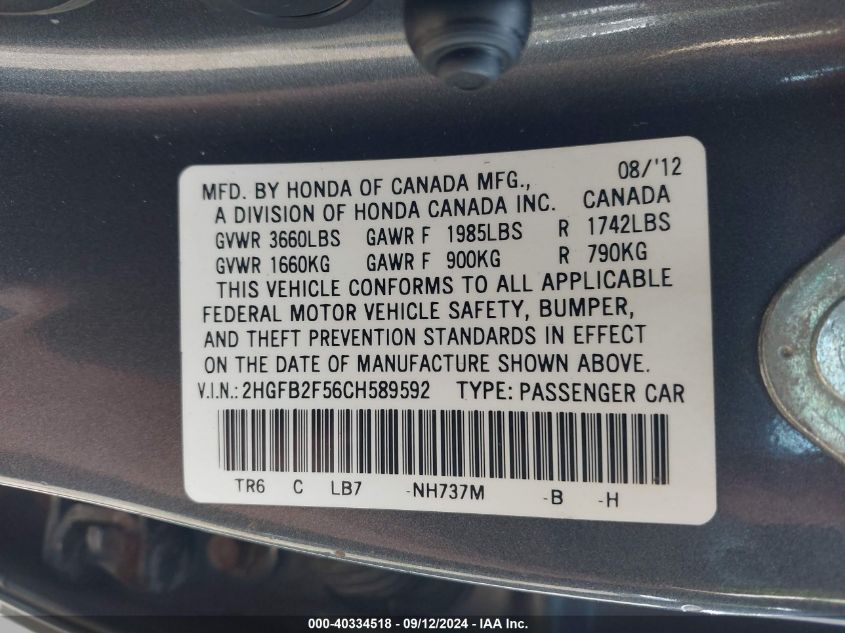 08/'12
MFD. BY HONDA OF CANADA MFG.,
A DIVISION OF HONDA CANADA INC. CANADA
GVWR 3660LBS GAWR F 1985LBS R 1742LBS
GVWR 1660KG GAWR F 900KG R 790KG
THIS VEHICLE CONFORMS TO ALL APPLICABLE
FEDERAL MOTOR VEHICLE SAFETY, BUMPER,
AND THEFT PREVENTION STANDARDS IN EFFECT
ON THE DATE OF MANUFACTURE SHOWN ABOVE.
V.I.N.: 2HGFB2F56CH589592 TYPE: PASSENGER CAR
TR6 C LB7 -NH737M -B -H
000-40334518 - 09/12/2024 - IAA Inc.